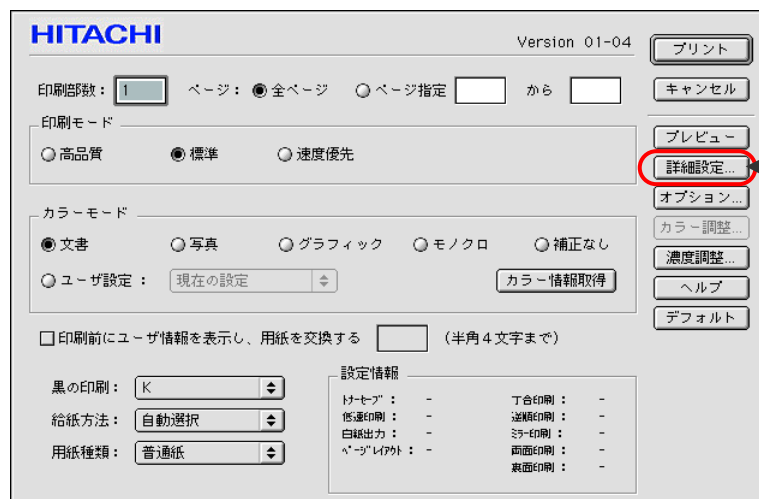 HITACHI
Version 01-04
プリント
印刷部数： 1 ページ： 全ページ ページ指定 から
キャンセル
印刷モード
プレビュー
高品質 標準 速度優先
詳細設定...
オプション...
カラーモード
カラー調整...
文書 写真 グラフィック モノクロ 補正なし
濃度調整...
ユーザ設定： 現在の設定 カラー情報取得
ヘルプ
デフォルト
印刷前にユーザ情報を表示し、用紙を交換する （半角４文字まで）
黒の印刷： K
給紙方法： 自動選択
用紙種類： 普通紙
設定情報
ﾄﾅｰｾｰﾌﾞ： - 丁合印刷： -
低速印刷： - 逆順印刷： -
白紙出力： - ﾐﾗｰ印刷： -
ﾍﾟｰｼﾞﾚｲｱｳﾄ： - 両面印刷： -
裏面印刷： -